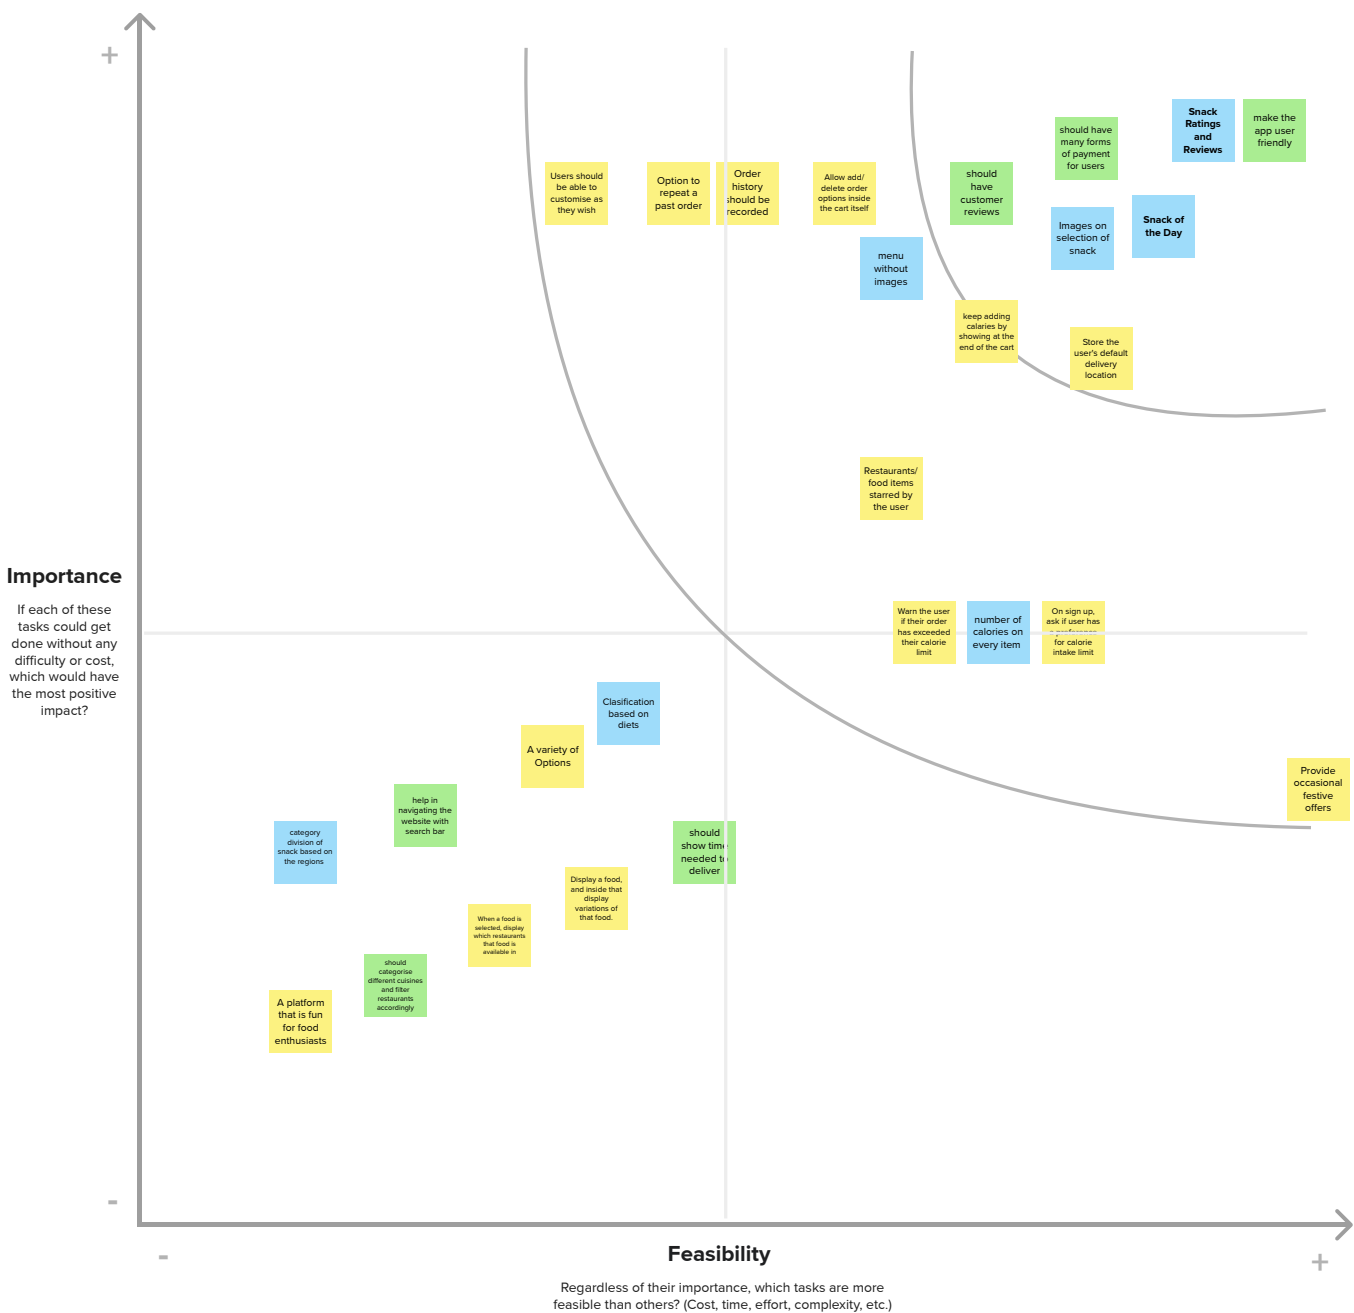 +
Snack
Ratings
and
Reviews
make the
app user
friendly
should have
many forms
of payment
for users
Users should
be able to
customise as
they wish
Option to
repeat a
past order
Order
history
should be
recorded
Allow add/
delete order
options inside
the cart itself
should
have
customer
reviews
Images on
selection of
snack
Snack of
the Day
menu
without
images
keep adding
calaries by
showing at the
end of the cart
Store the
user's default
delivery
location
Restaurants/
food items
starred by
the user
Importance
If each of these
tasks could get
done without any
difficulty or cost,
which would have
the most positive
impact?
Warn the user
if their order
has exceeded
their calorie
limit
number of
calories on
every item
On sign up,
ask if user has
a preference
for calorie
intake limit
Clasification
based on
diets
A variety of
Options
Provide
occasional
festive
offers
help in
navigating the
website with
search bar
category
division of
snack based on
the regions
should
show time
needed to
deliver
Display a food,
and inside that
display
variations of
that food.
When a food is
selected, display
which restaurants
that food is
available in
should
categorise
different cuisines
and filter
restaurants
accordingly
A platform
that is fun
for food
enthusiasts
-
-
Feasibility
+
Regardless of their importance, which tasks are more
feasible than others? (Cost, time, effort, complexity, etc.)